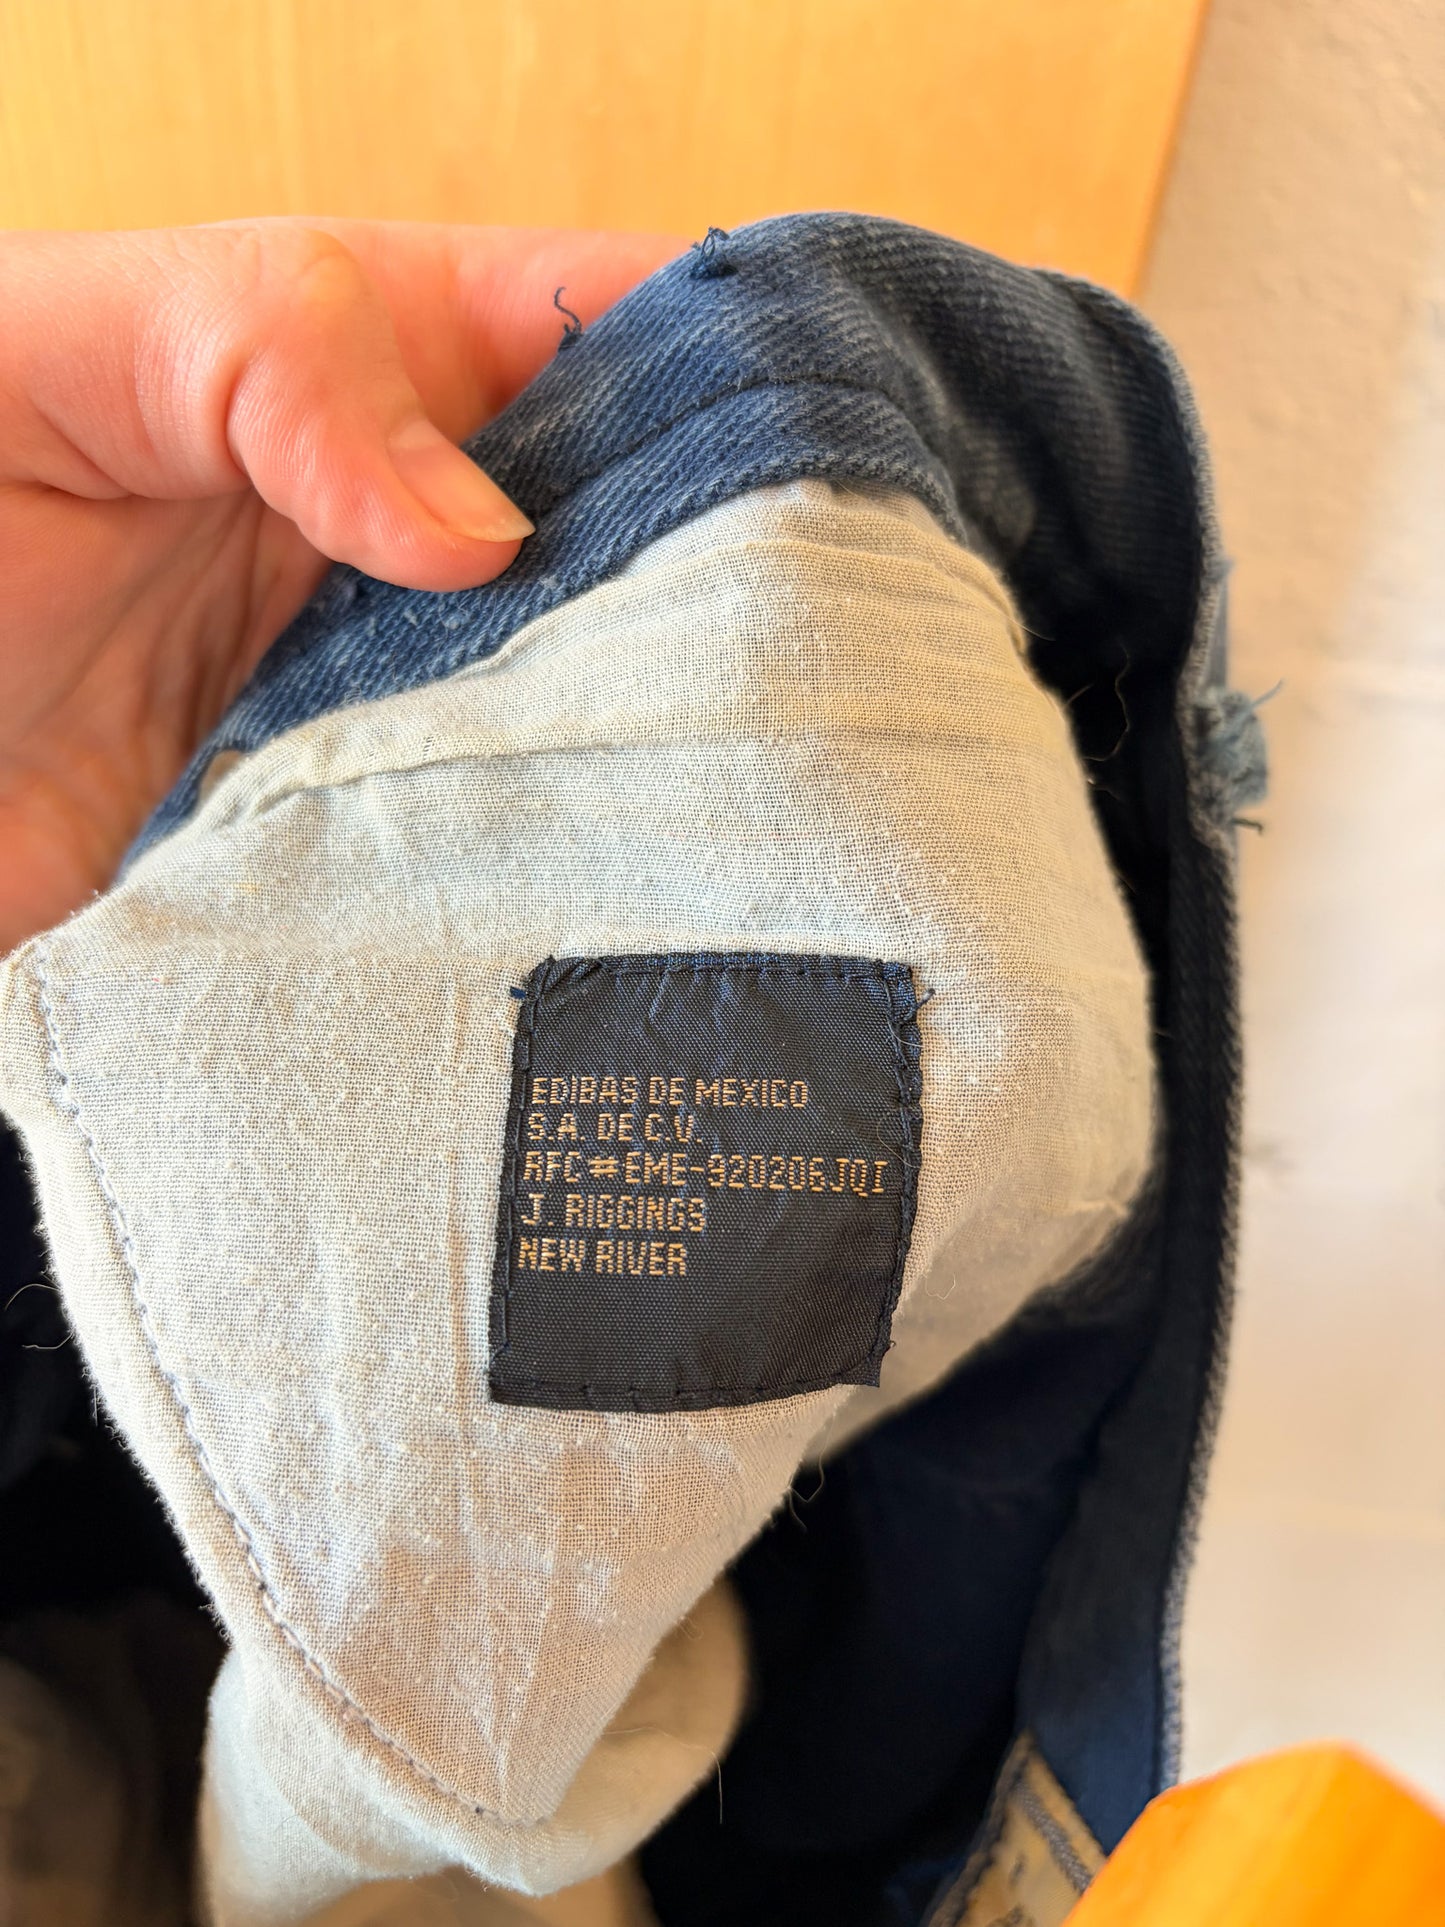 EDIBAS DE MEXICO
S.A. DE C.V.
RFC#EME-920206JQI
J. RIGGINGS
NEW RIVER